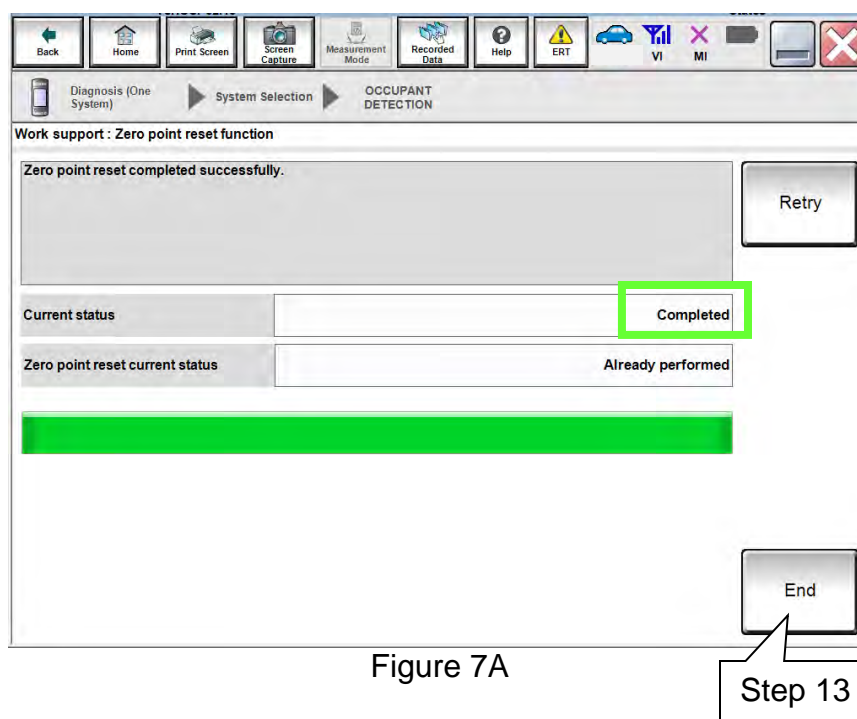 Back
Home
Print Screen
Screen
Capture
Measurement
Mode
Recorded
Data
Help
ERT
VI
MI
Diagnosis (One
System)
System Selection
OCCUPANT
DETECTION
Work support : Zero point reset function
Zero point reset completed successfully.
Retry
Current status
Completed
Zero point reset current status
Already performed
End
Figure 7A
Step 13